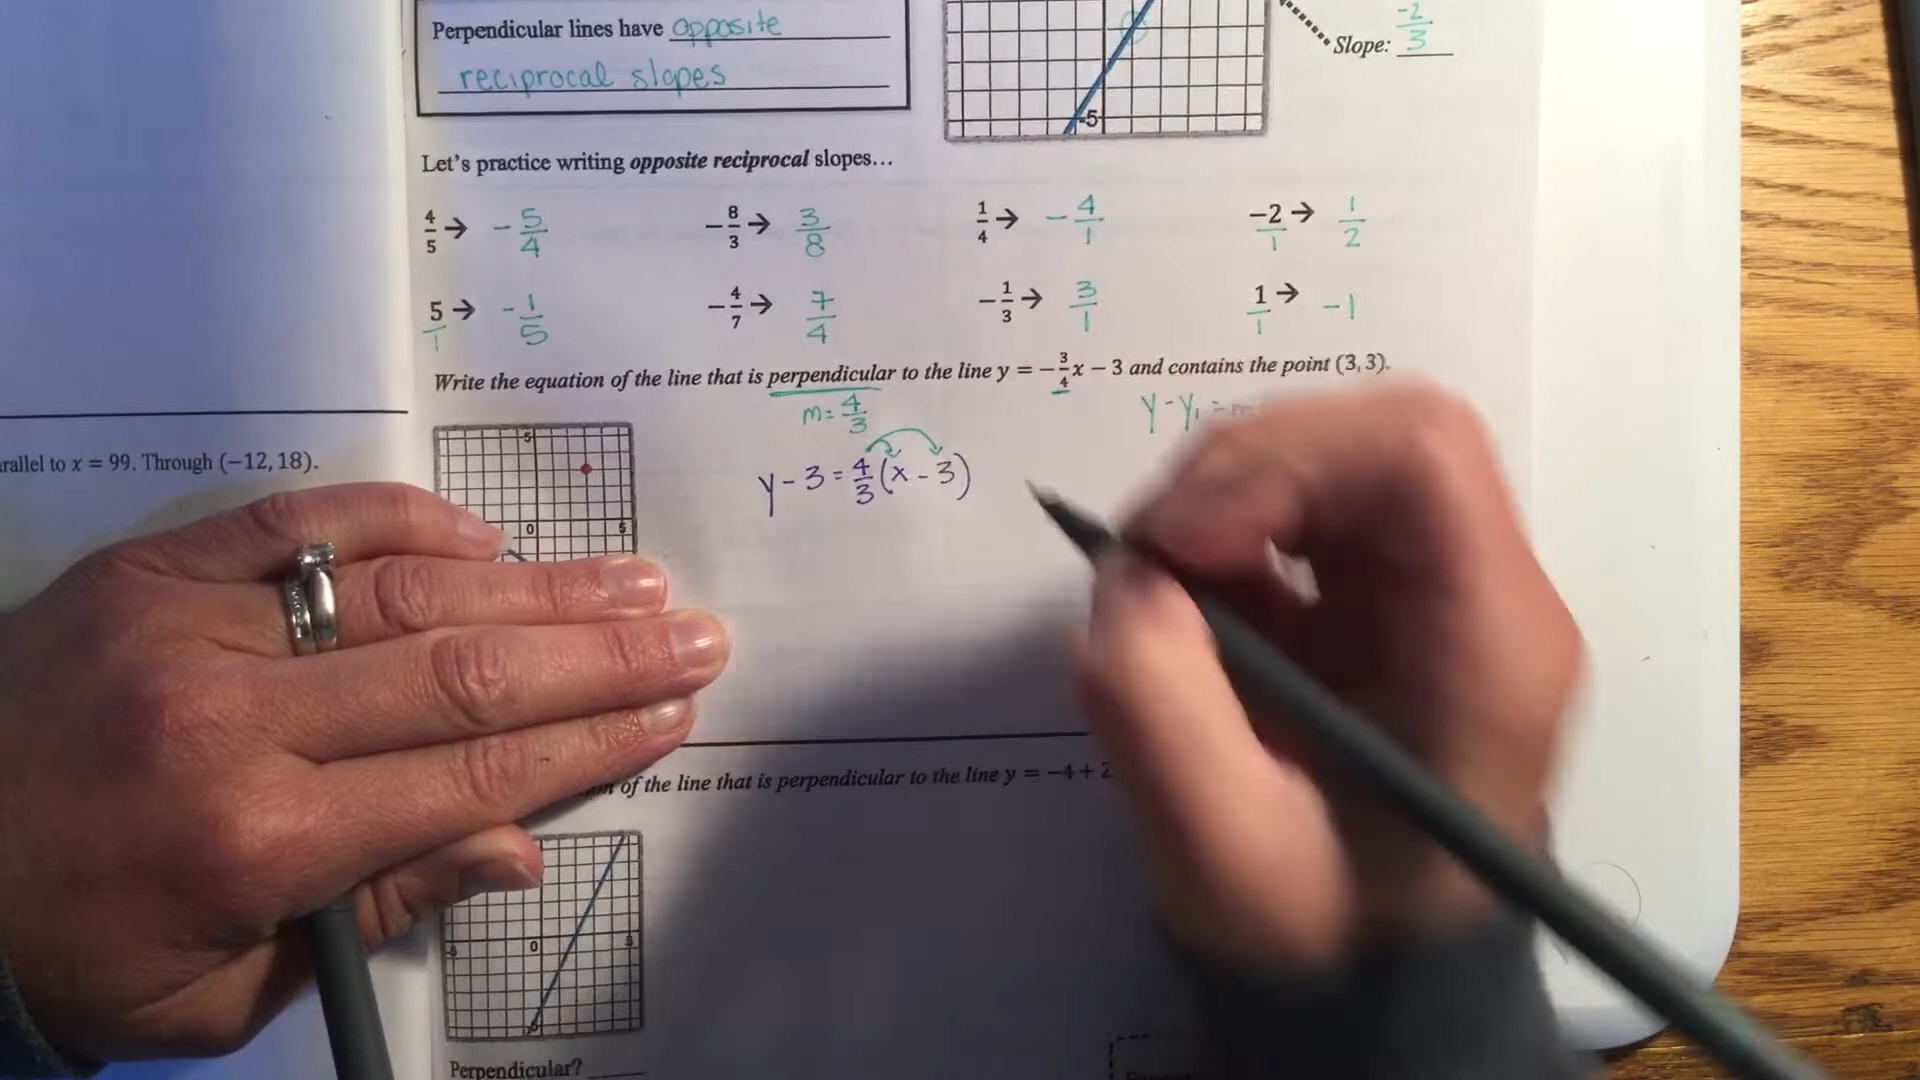 Perpendicular lines have opposite
reciprocal slopes
-5
Slope: -2/3
Let's practice writing opposite reciprocal slopes...
4/5 → -5/4 -8/3 → 3/8 1/4 → -4/1 -2/1 → 1/2
5/1 → -1/5 -4/7 → 7/4 -1/3 → 3/1 1/1 → -1
Write the equation of the line that is perpendicular to the line y = -3/4x - 3 and contains the point (3, 3).
m = 4/3
y - y₁ = m
rallel to x = 99. Through (-12, 18).
5
0 5
y - 3 = 4/3(x - 3)
of the line that is perpendicular to the line y = -4 + 2
0
Perpendicular?